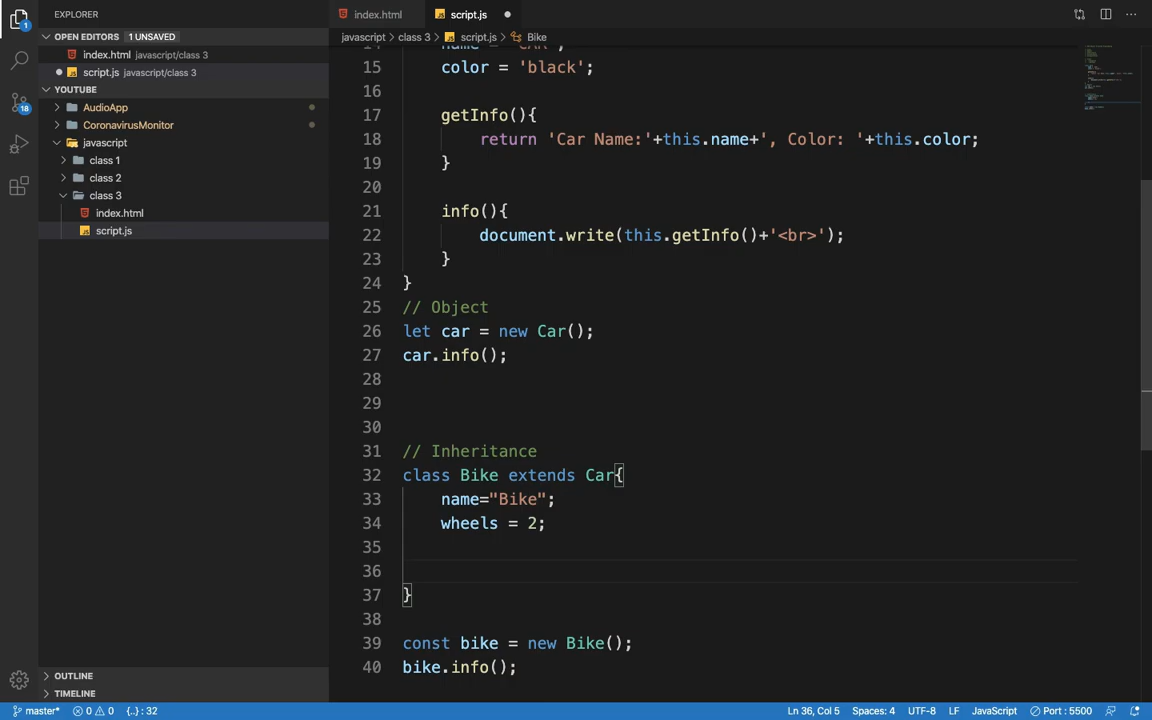 EXPLORER
index.html
script.js
OPEN EDITORS 1 UNSAVED
javascript > class 3 > script.js > Bike
index.html javascript/class 3
script.js javascript/class 3
YOUTUBE
AudioApp
CoronavirusMonitor
javascript
class 1
class 2
class 3
index.html
script.js
OUTLINE
TIMELINE
15 color = 'black';
16
17 getInfo(){
18 return 'Car Name:'+this.name+', Color: '+this.color;
19 }
20
21 info(){
22 document.write(this.getInfo()+'<br>');
23 }
24 }
25 // Object
26 let car = new Car();
27 car.info();
28
29
30
31 // Inheritance
32 class Bike extends Car{
33 name="Bike";
34 wheels = 2;
35
36
37 }
38
39 const bike = new Bike();
40 bike.info();
1
18
master* 0 0 {..} : 32 Ln 36, Col 5 Spaces: 4 UTF-8 LF JavaScript Port : 5500